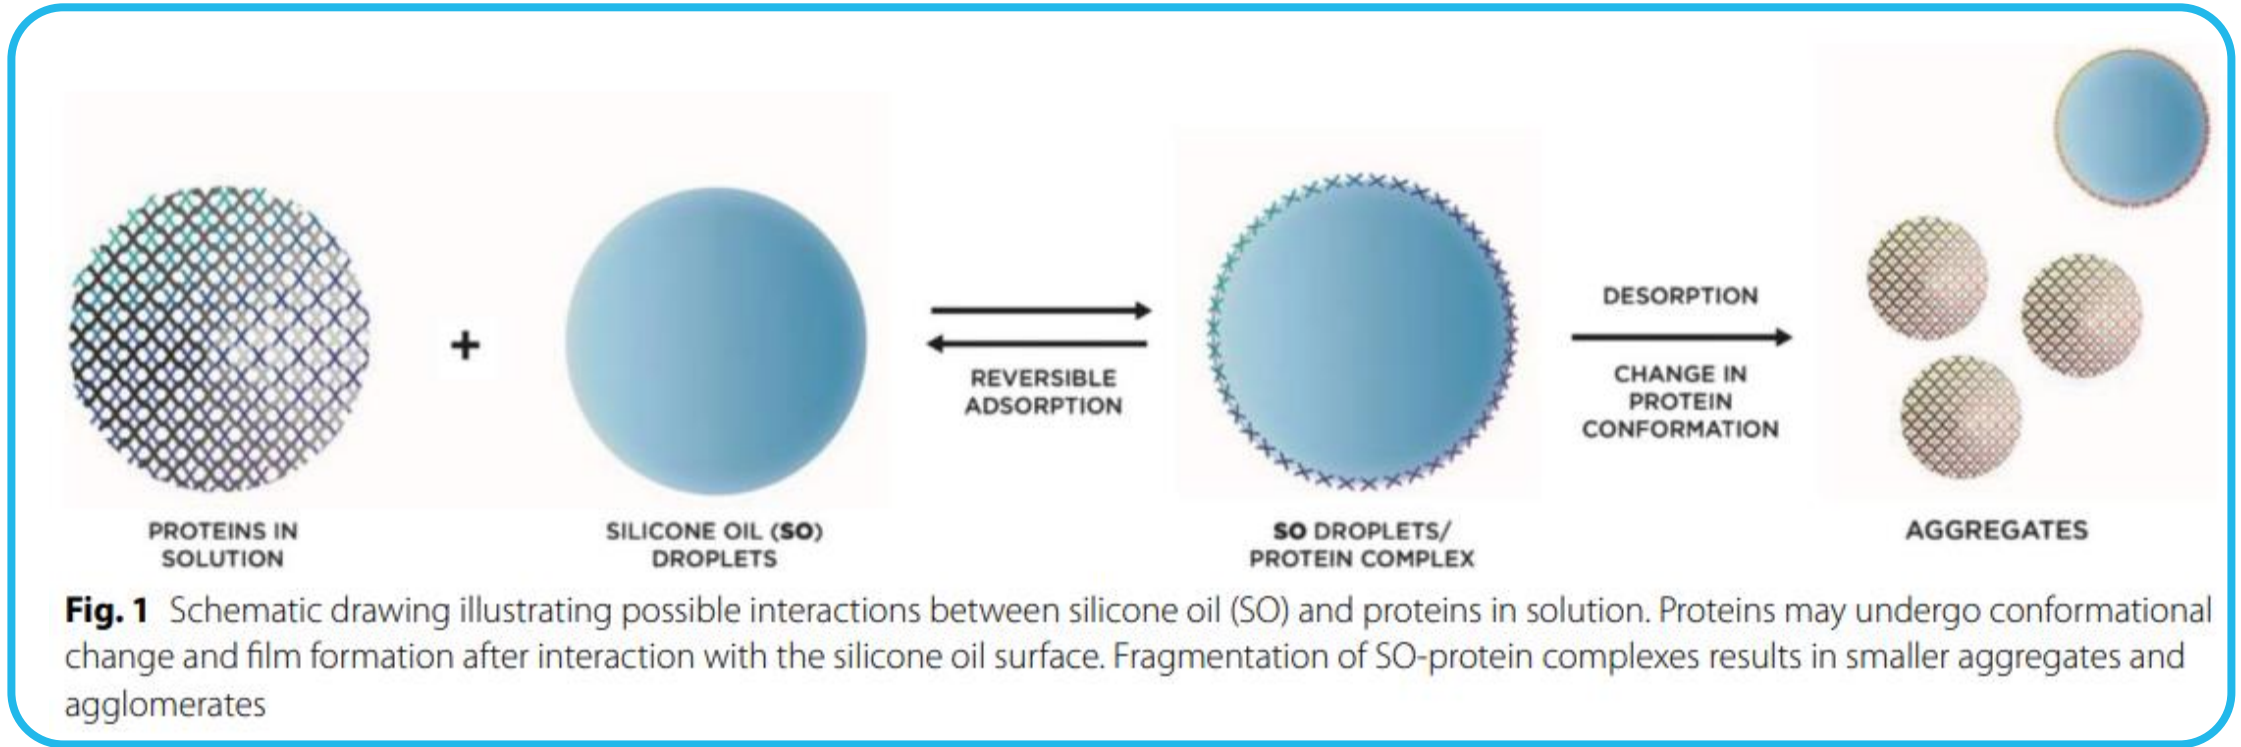 DESORPTION
+
REVERSIBLE
ADSORPTION
CHANGE IN
PROTEIN
CONFORMATION
PROTEINS IN
SOLUTION
SILICONE OIL (SO)
DROPLETS
SO DROPLETS/
PROTEIN COMPLEX
AGGREGATES
Fig. 1 Schematic drawing illustrating possible interactions between silicone oil (SO) and proteins in solution. Proteins may undergo conformational
change and film formation after interaction with the silicone oil surface. Fragmentation of SO-protein complexes results in smaller aggregates and
agglomerates